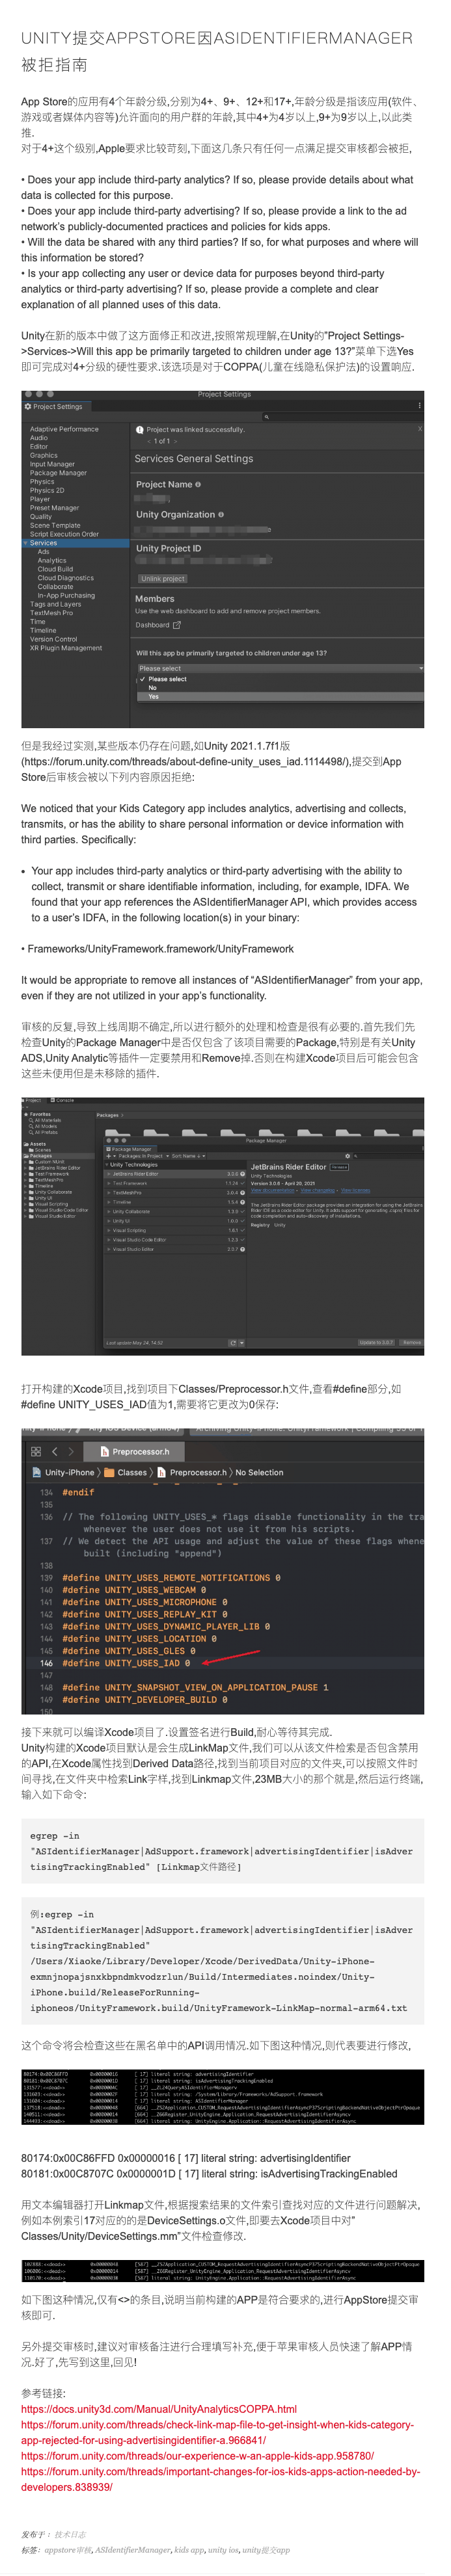 UNITY提交APPSTORE因ASIDENTIFIERMANAGER
被拒指南
App Store的应用有4个年龄分级,分别为4+、9+、12+和17+,年龄分级是指该应用(软件、
游戏或者媒体内容等)允许面向的用户群的年龄,其中4+为4岁以上,9+为9岁以上,以此类
推.
对于4+这个级别,Apple要求比较苛刻,下面这几条只有任何一点满足提交审核都会被拒,
• Does your app include third-party analytics? If so, please provide details about what
data is collected for this purpose.
• Does your app include third-party advertising? If so, please provide a link to the ad
network's publicly-documented practices and policies for kids apps.
• Will the data be shared with any third parties? If so, for what purposes and where will
this information be stored?
• Is your app collecting any user or device data for purposes beyond third-party
analytics or third-party advertising? If so, please provide a complete and clear
explanation of all planned uses of this data.
Unity在新的版本中做了这方面修正和改进,按照常规理解,在Unity的"Project Settings-
>Services->Will this app be primarily targeted to children under age 13?"菜单下选Yes
即可完成对4+分级的硬性要求.该选项是对于COPPA(儿童在线隐私保护法)的设置响应.
Project Settings
Project Settings
Adaptive Performance
Audio
Editor
Graphics
Input Manager
Package Manager
Physics
Physics 2D
Player
Preset Manager
Quality
Scene Template
Script Execution Order
Services
Ads
Analytics
Cloud Build
Cloud Diagnostics
Collaborate
In-App Purchasing
Tags and Layers
TextMesh Pro
Time
Timeline
Version Control
XR Plugin Management
Project was linked successfully.
< 1 of 1 >
Services General Settings
Project Name
Unity Organization
Unity Project ID
Unlink project
Members
Use the web dashboard to add and remove project members.
Dashboard
Will this app be primarily targeted to children under age 13?
Please select
✓ Please select
No
Yes
但是我经过实测,某些版本仍存在问题,如Unity 2021.1.7f1版
(https://forum.unity.com/threads/about-define-unity_uses_iad.1114498/),提交到App
Store后审核会被以下列内容原因拒绝:
We noticed that your Kids Category app includes analytics, advertising and collects,
transmits, or has the ability to share personal information or device information with
third parties. Specifically:
• Your app includes third-party analytics or third-party advertising with the ability to
collect, transmit or share identifiable information, including, for example, IDFA. We
found that your app references the ASIdentifierManager API, which provides access
to a user's IDFA, in the following location(s) in your binary:
• Frameworks/UnityFramework.framework/UnityFramework
It would be appropriate to remove all instances of "ASIdentifierManager" from your app,
even if they are not utilized in your app's functionality.
审核的反复,导致上线周期不确定,所以进行额外的处理和检查是很有必要的.首先我们先
检查Unity的Package Manager中是否仅包含了该项目需要的Package,特别是有关Unity
ADS,Unity Analytic等插件一定要禁用和Remove掉.否则在构建Xcode项目后可能会包含
这些未使用但是未移除的插件.
Project
Console
Favorites
All Materials
All Models
All Prefabs
Assets
Scenes
Packages
Custom NUnit
JetBrains Rider Editor
Test Framework
TextMeshPro
Timeline
Unity Collaborate
Unity UI
Visual Scripting
Visual Studio Code Editor
Visual Studio Editor
Packages
Package Manager
Package Manager
Packages: In Project
Sort: Name
Unity Technologies
JetBrains Rider Editor 3.0.6
Test Framework 1.1.24
TextMeshPro 3.0.4
Timeline 1.5.4
Unity Collaborate 1.3.9
Unity UI 1.0.0
Visual Scripting 1.6.1
Visual Studio Code Editor 1.2.3
Visual Studio Editor 2.0.7
Last update May 24, 14:52
JetBrains Rider Editor
Version 3.0.6 - April 20, 2021
View documentation • View changelog • View licenses
Registry Unity
Update to 3.0.7
Remove
打开构建的Xcode项目,找到项目下Classes/Preprocessor.h文件,查看#define部分,如
#define UNITY_USES_IAD值为1,需要将它更改为0保存:
Preprocessor.h
Unity-iPhone > Classes > Preprocessor.h > No Selection
134 #endif
135
136 // The following UNITY_USES_* flags disable functionality in the tra
whenever the user does not use it from his scripts.
137 // We detect the API usage and adjust the value of these flags whene
built (including "append")
138
139 #define UNITY_USES_REMOTE_NOTIFICATIONS 0
140 #define UNITY_USES_WEBCAM 0
141 #define UNITY_USES_MICROPHONE 0
142 #define UNITY_USES_REPLAY_KIT 0
143 #define UNITY_USES_DYNAMIC_PLAYER_LIB 0
144 #define UNITY_USES_LOCATION 0
145 #define UNITY_USES_GLES 0
146 #define UNITY_USES_IAD 0
147
148 #define UNITY_SNAPSHOT_VIEW_ON_APPLICATION_PAUSE 1
149 #define UNITY_DEVELOPER_BUILD 0
150
接下来就可以编译Xcode项目了.设置签名进行Build,耐心等待其完成.
Unity构建的Xcode项目默认是会生成LinkMap文件,我们可以从该文件检索是否包含禁用
的API,在Xcode属性找到Derived Data路径,找到当前项目对应的文件夹,可以按照文件时
间寻找,在文件夹中检索Link字样,找到Linkmap文件,23MB大小的那个就是,然后运行终端,
输入如下命令:
egrep -in
"ASIdentifierManager|AdSupport.framework|advertisingIdentifier|isAdver
tisingTrackingEnabled" [Linkmap文件路径]
例:egrep -in
"ASIdentifierManager|AdSupport.framework|advertisingIdentifier|isAdver
tisingTrackingEnabled"
/Users/Xiaoke/Library/Developer/Xcode/DerivedData/Unity-iPhone-
exmnjnopajsnxkbpndmkvodzrlun/Build/Intermediates.noindex/Unity-
iPhone.build/ReleaseForRunning-
iphoneos/UnityFramework.build/UnityFramework-LinkMap-normal-arm64.txt
这个命令将会检查这些在黑名单中的API调用情况.如下图这种情况,则代表要进行修改,
80174:0x00C86FFD 0x00000016 [ 17] literal string: advertisingIdentifier
80181:0x00C8707C 0x0000001D [ 17] literal string: isAdvertisingTrackingEnabled
用文本编辑器打开Linkmap文件,根据搜索结果的文件索引查找对应的文件进行问题解决,
例如本例索引17对应的的是DeviceSettings.o文件,即要去Xcode项目中对"
Classes/Unity/DeviceSettings.mm"文件检查修改.
如下图这种情况,仅有<>的条目,说明当前构建的APP是符合要求的,进行AppStore提交审
核即可.
另外提交审核时,建议对审核备注进行合理填写补充,便于苹果审核人员快速了解APP情
况.好了,先写到这里,回见!
参考链接:
https://docs.unity3d.com/Manual/UnityAnalyticsCOPPA.html
https://forum.unity.com/threads/check-link-map-file-to-get-insight-when-kids-category-
app-rejected-for-using-advertisingidentifier-a.966841/
https://forum.unity.com/threads/our-experience-w-an-apple-kids-app.958780/
https://forum.unity.com/threads/important-changes-for-ios-kids-apps-action-needed-by-
developers.838939/
发布于： 技术日志
标签： appstore审核, ASIdentifierManager, kids app, unity ios, unity提交app